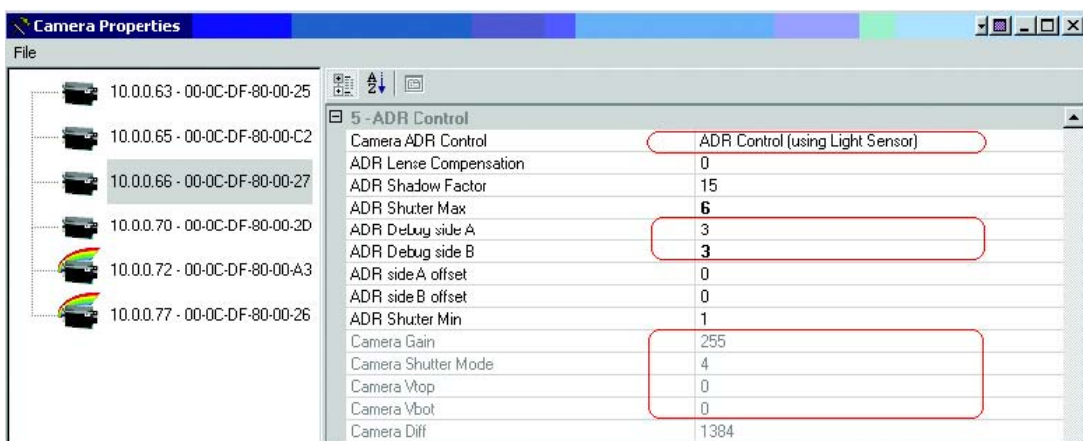 Camera Properties
File
10.0.0.63 - 00-0C-DF-80-00-25
10.0.0.65 - 00-0C-DF-80-00-C2
10.0.0.66 - 00-0C-DF-80-00-27
10.0.0.70 - 00-0C-DF-80-00-2D
10.0.0.72 - 00-0C-DF-80-00-A3
10.0.0.77 - 00-0C-DF-80-00-26
5 - ADR Control
Camera ADR Control ADR Control (using Light Sensor)
ADR Lense Compensation 0
ADR Shadow Factor 15
ADR Shutter Max 6
ADR Debug side A 3
ADR Debug side B 3
ADR side A offset 0
ADR side B offset 0
ADR Shutter Min 1
Camera Gain 255
Camera Shutter Mode 4
Camera Vtop 0
Camera Vbot 0
Camera Diff 1384